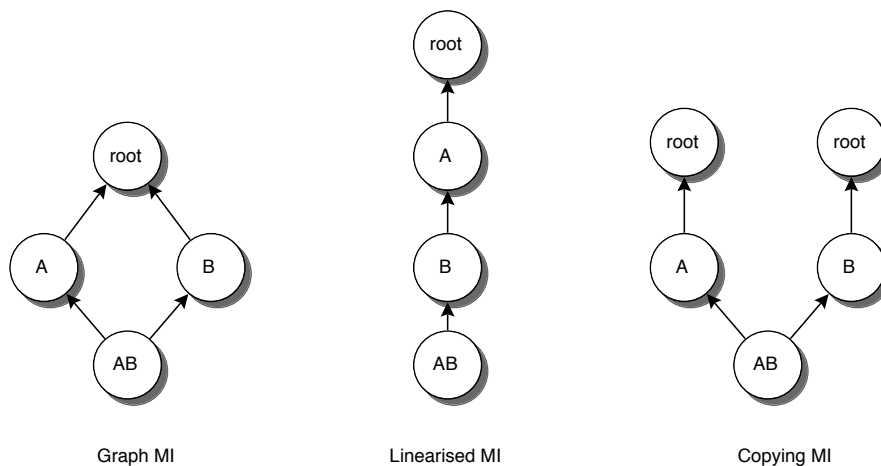 root
A
B
AB
Graph MI
root
A
B
AB
Linearised MI
root
root
A
B
AB
Copying MI